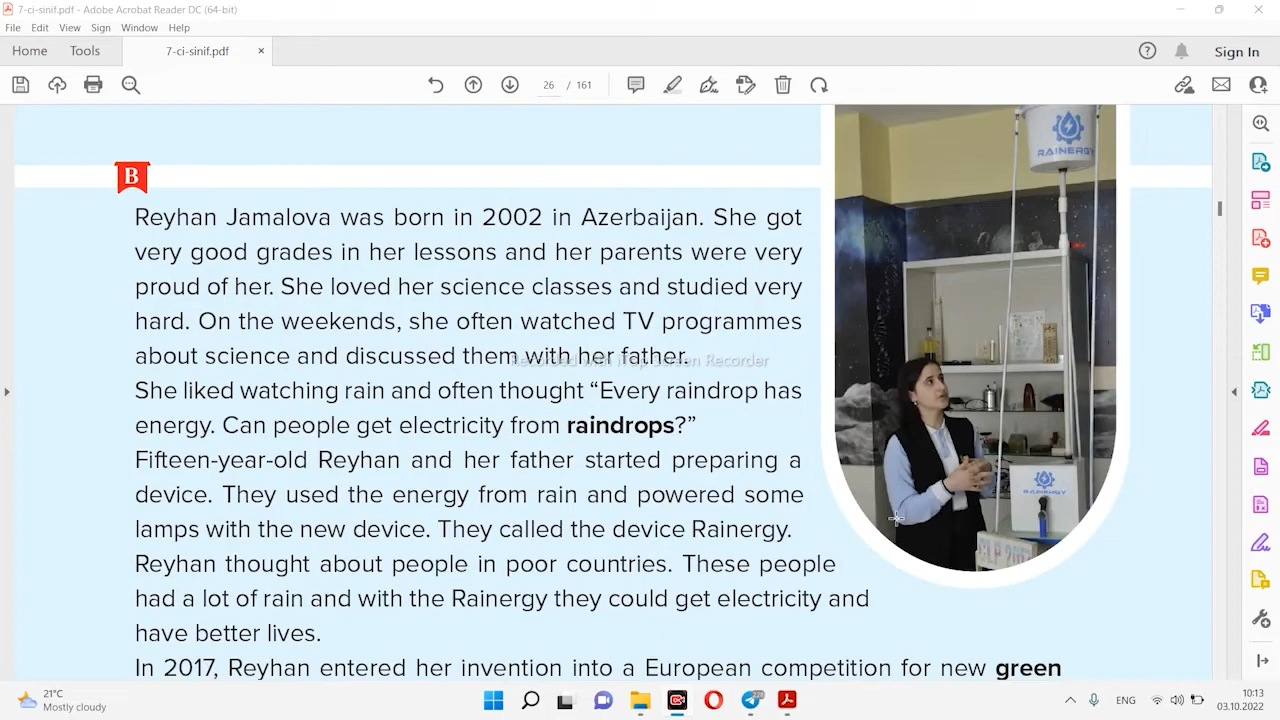 7-ci-sinif.pdf - Adobe Acrobat Reader DC (64-bit)
File Edit View Sign Window Help
Home Tools 7-ci-sinif.pdf × Sign In
26 / 161
RAINERGY
B
Reyhan Jamalova was born in 2002 in Azerbaijan. She got
very good grades in her lessons and her parents were very
proud of her. She loved her science classes and studied very
hard. On the weekends, she often watched TV programmes
about science and discussed them with her father.
Recorded with iTop Screen Recorder
She liked watching rain and often thought “Every raindrop has
energy. Can people get electricity from raindrops?”
Fifteen-year-old Reyhan and her father started preparing a
device. They used the energy from rain and powered some
lamps with the new device. They called the device Rainergy.
RAINERGY
Reyhan thought about people in poor countries. These people
had a lot of rain and with the Rainergy they could get electricity and
have better lives.
In 2017, Reyhan entered her invention into a European competition for new green
21°C
Mostly cloudy
ENG
10:13
03.10.2022